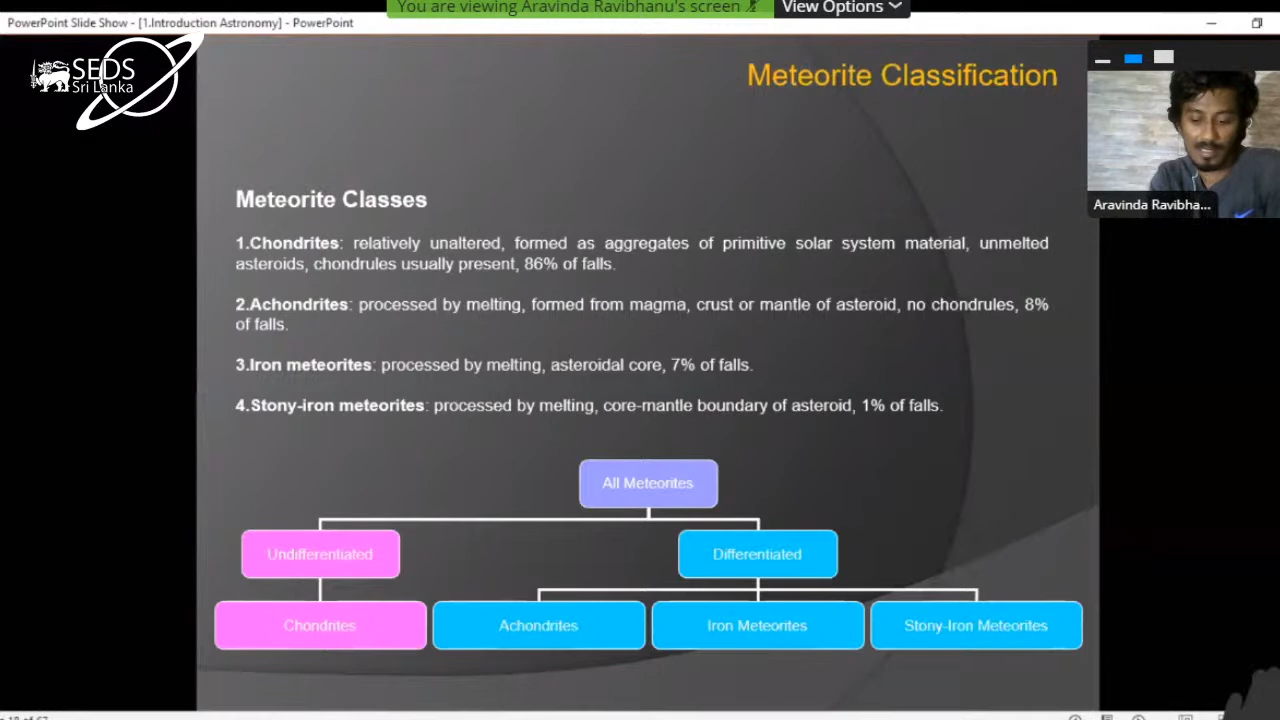 You are viewing Aravinda Ravibhanu's screen
View Options
PowerPoint Slide Show - [1.Introduction Astronomy] - PowerPoint
SEDS
Sri Lanka
Meteorite Classification
Aravinda Ravibha...
Meteorite Classes
1.Chondrites: relatively unaltered, formed as aggregates of primitive solar system material, unmelted
asteroids, chondrules usually present, 86% of falls.
2.Achondrites: processed by melting, formed from magma, crust or mantle of asteroid, no chondrules, 8%
of falls.
3.Iron meteorites: processed by melting, asteroidal core, 7% of falls.
4.Stony-iron meteorites: processed by melting, core-mantle boundary of asteroid, 1% of falls.
All Meteorites
Undifferentiated
Differentiated
Chondrites
Achondrites
Iron Meteorites
Stony-Iron Meteorites